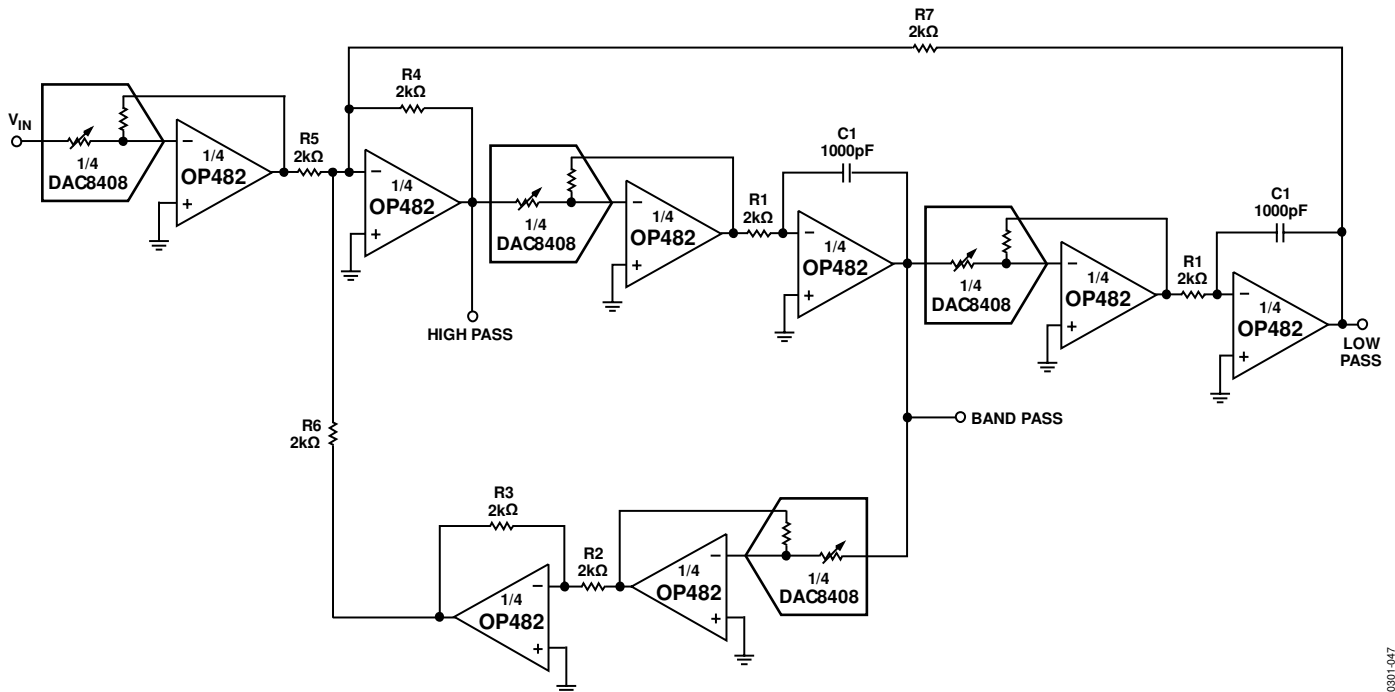 R7
2kΩ
R4
2kΩ
V_IN
1/4
DAC8408
−
+
1/4
OP482
R5
2kΩ
−
+
1/4
OP482
HIGH PASS
1/4
DAC8408
−
+
1/4
OP482
R1
2kΩ
C1
1000pF
−
+
1/4
OP482
1/4
DAC8408
−
+
1/4
OP482
R1
2kΩ
C1
1000pF
−
+
1/4
OP482
LOW
PASS
BAND PASS
R6
2kΩ
R3
2kΩ
−
+
1/4
OP482
R2
2kΩ
−
+
1/4
OP482
1/4
DAC8408
0301-047